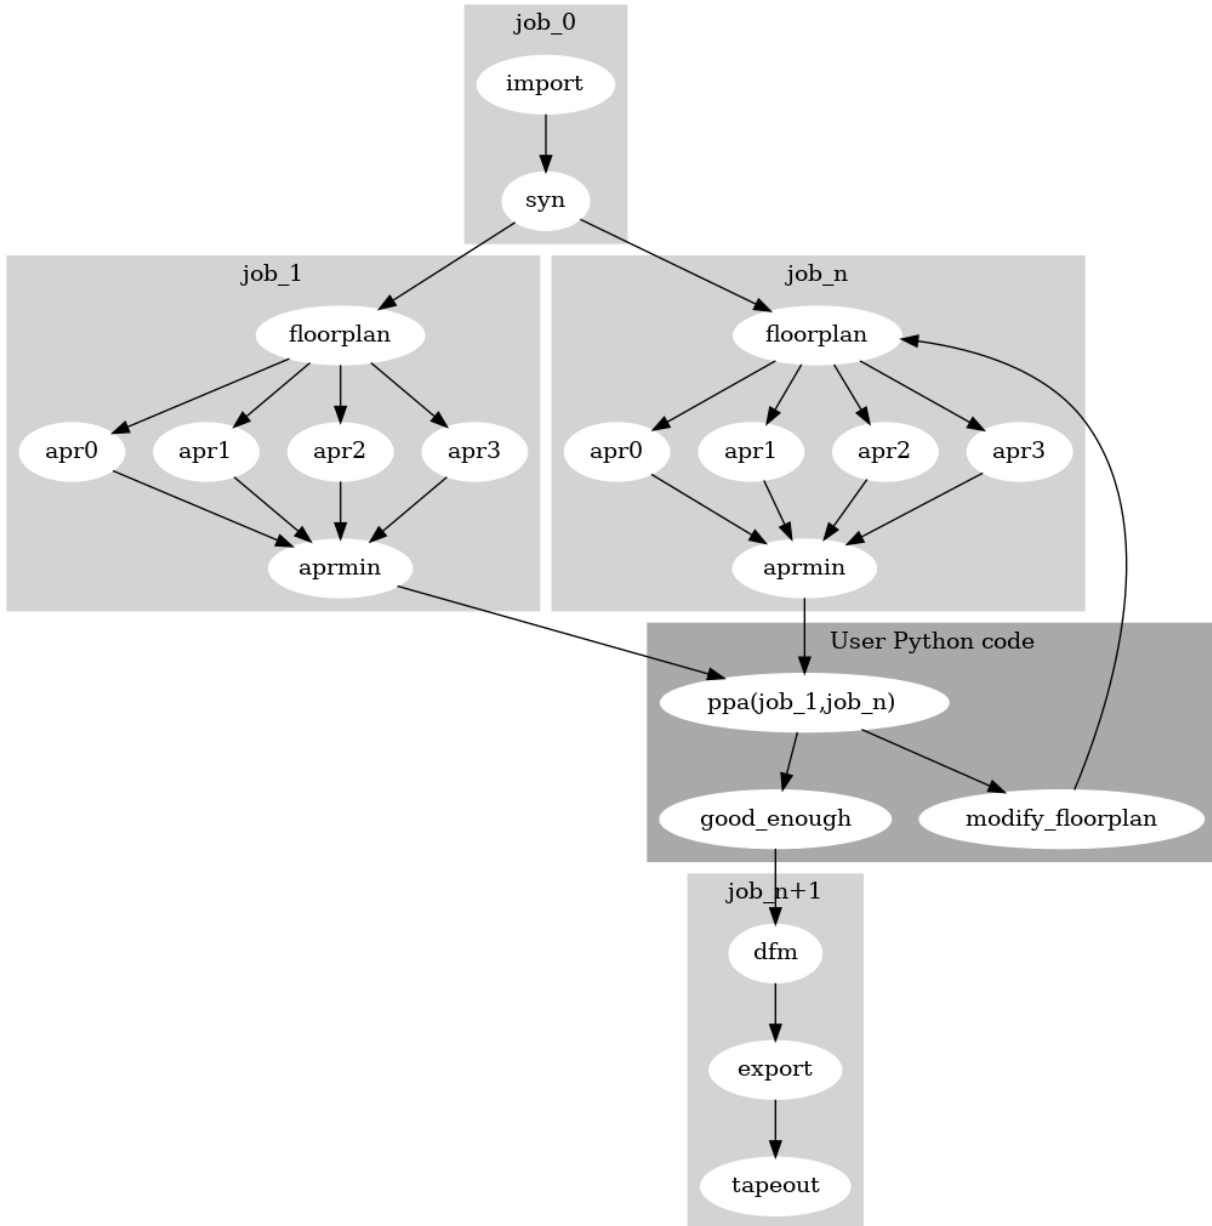 job_0
import
syn
job_1
job_n
floorplan
floorplan
apr0
apr1
apr2
apr3
apr0
apr1
apr2
apr3
aprmin
aprmin
User Python code
ppa(job_1,job_n)
good_enough
modify_floorplan
job_n+1
dfm
export
tapeout